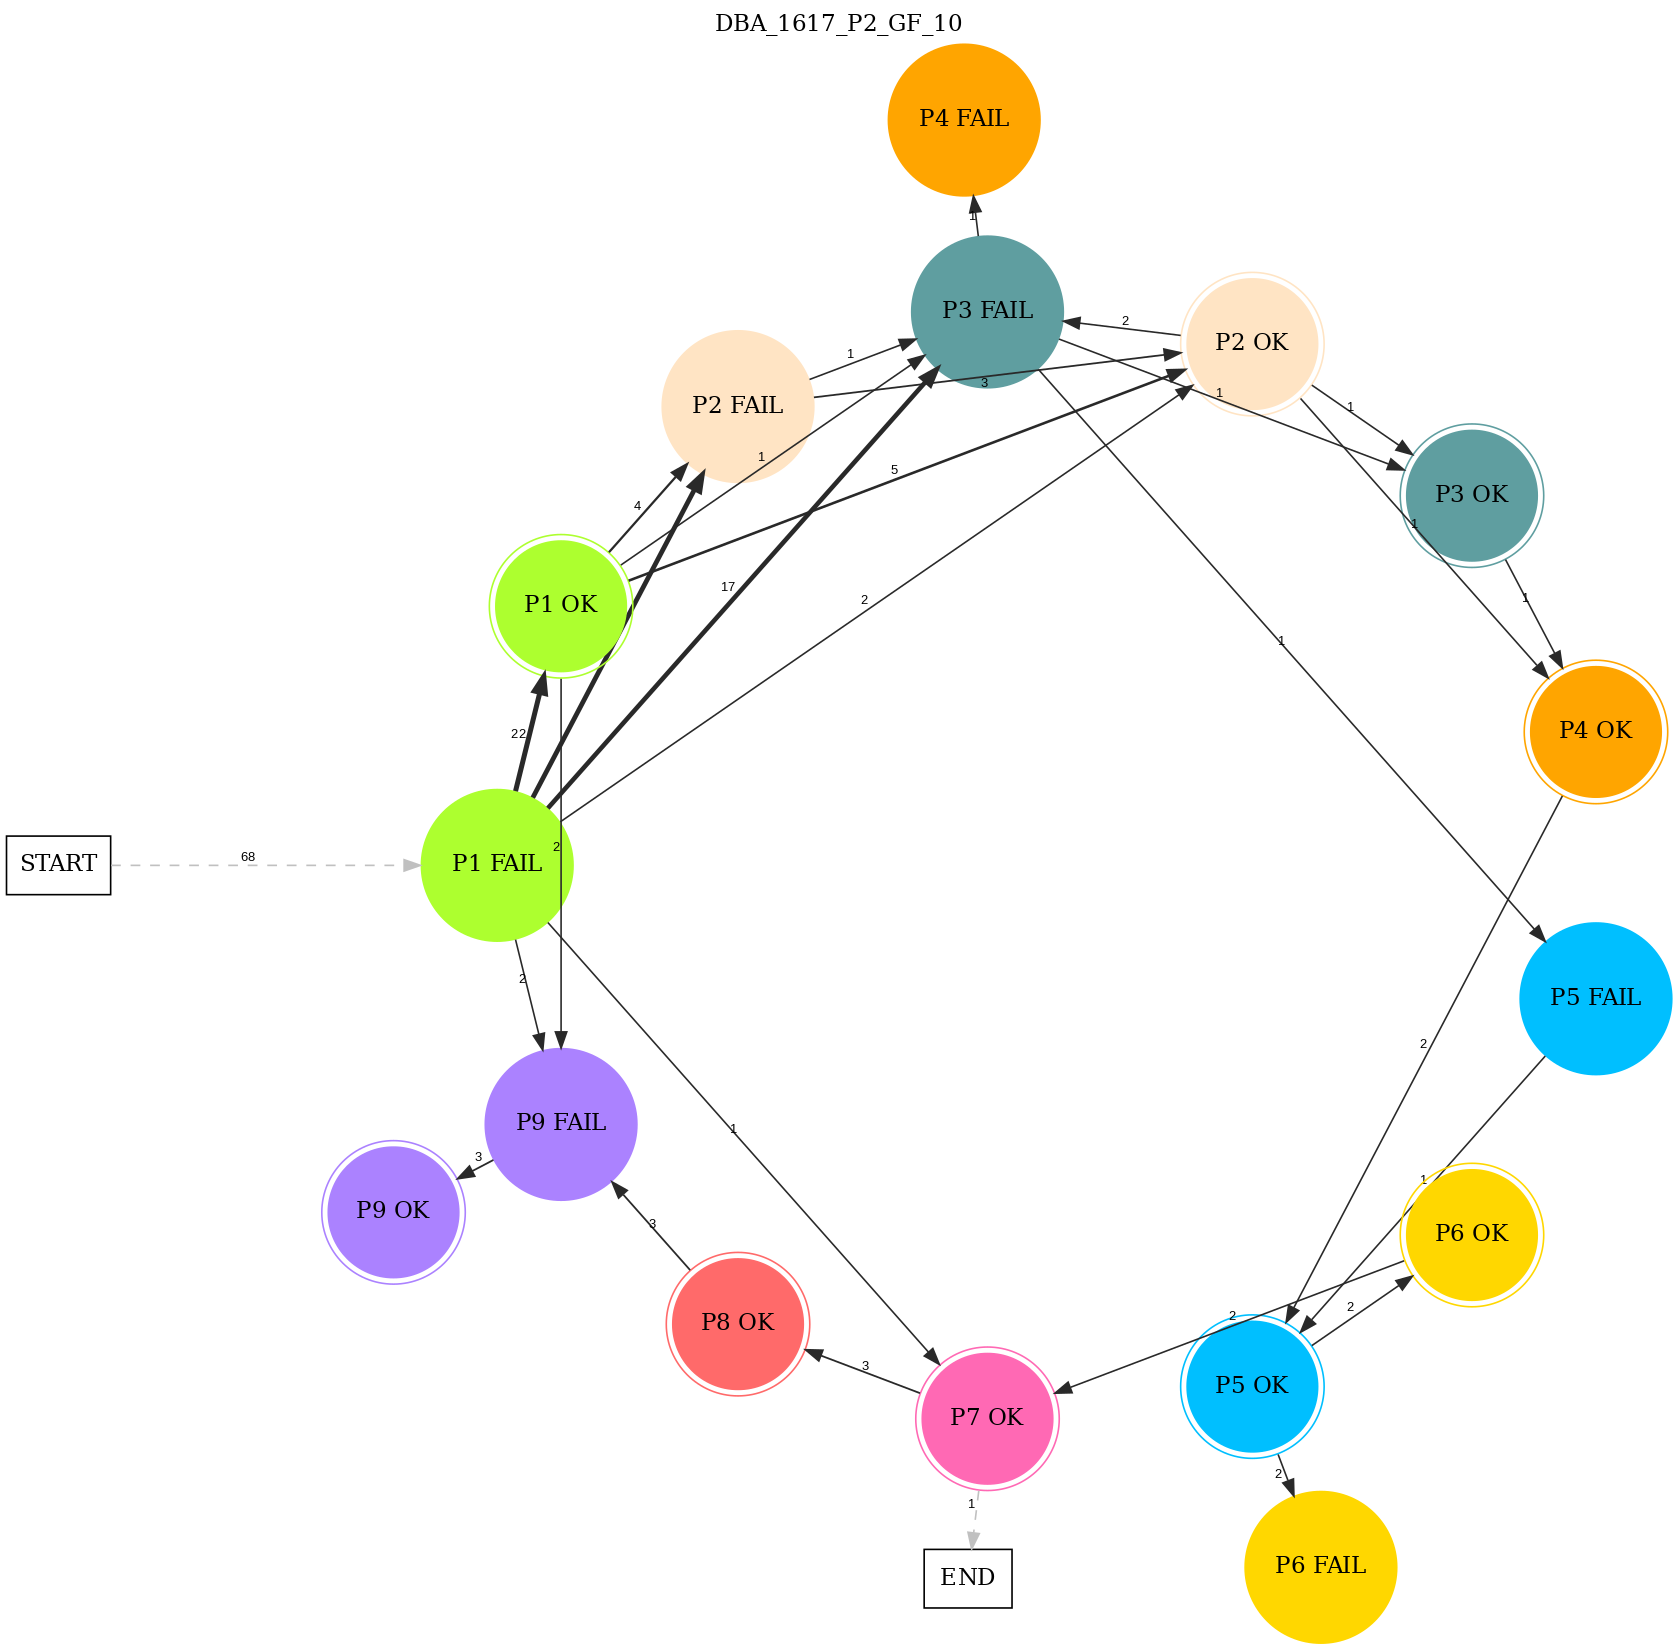 DBA_1617_P2_GF_10
P4 FAIL
1
P3 FAIL
2
P2 OK
1
P2 FAIL
3
1
1
4
1
5
P3 OK
1
17
2
1
1
P1 OK
P4 OK
22
START
68
P1 FAIL
2
2
P5 FAIL
2
1
P9 FAIL
3
1
P9 OK
3
P6 OK
2
2
P8 OK
3
P5 OK
P7 OK
2
1
END
P6 FAIL